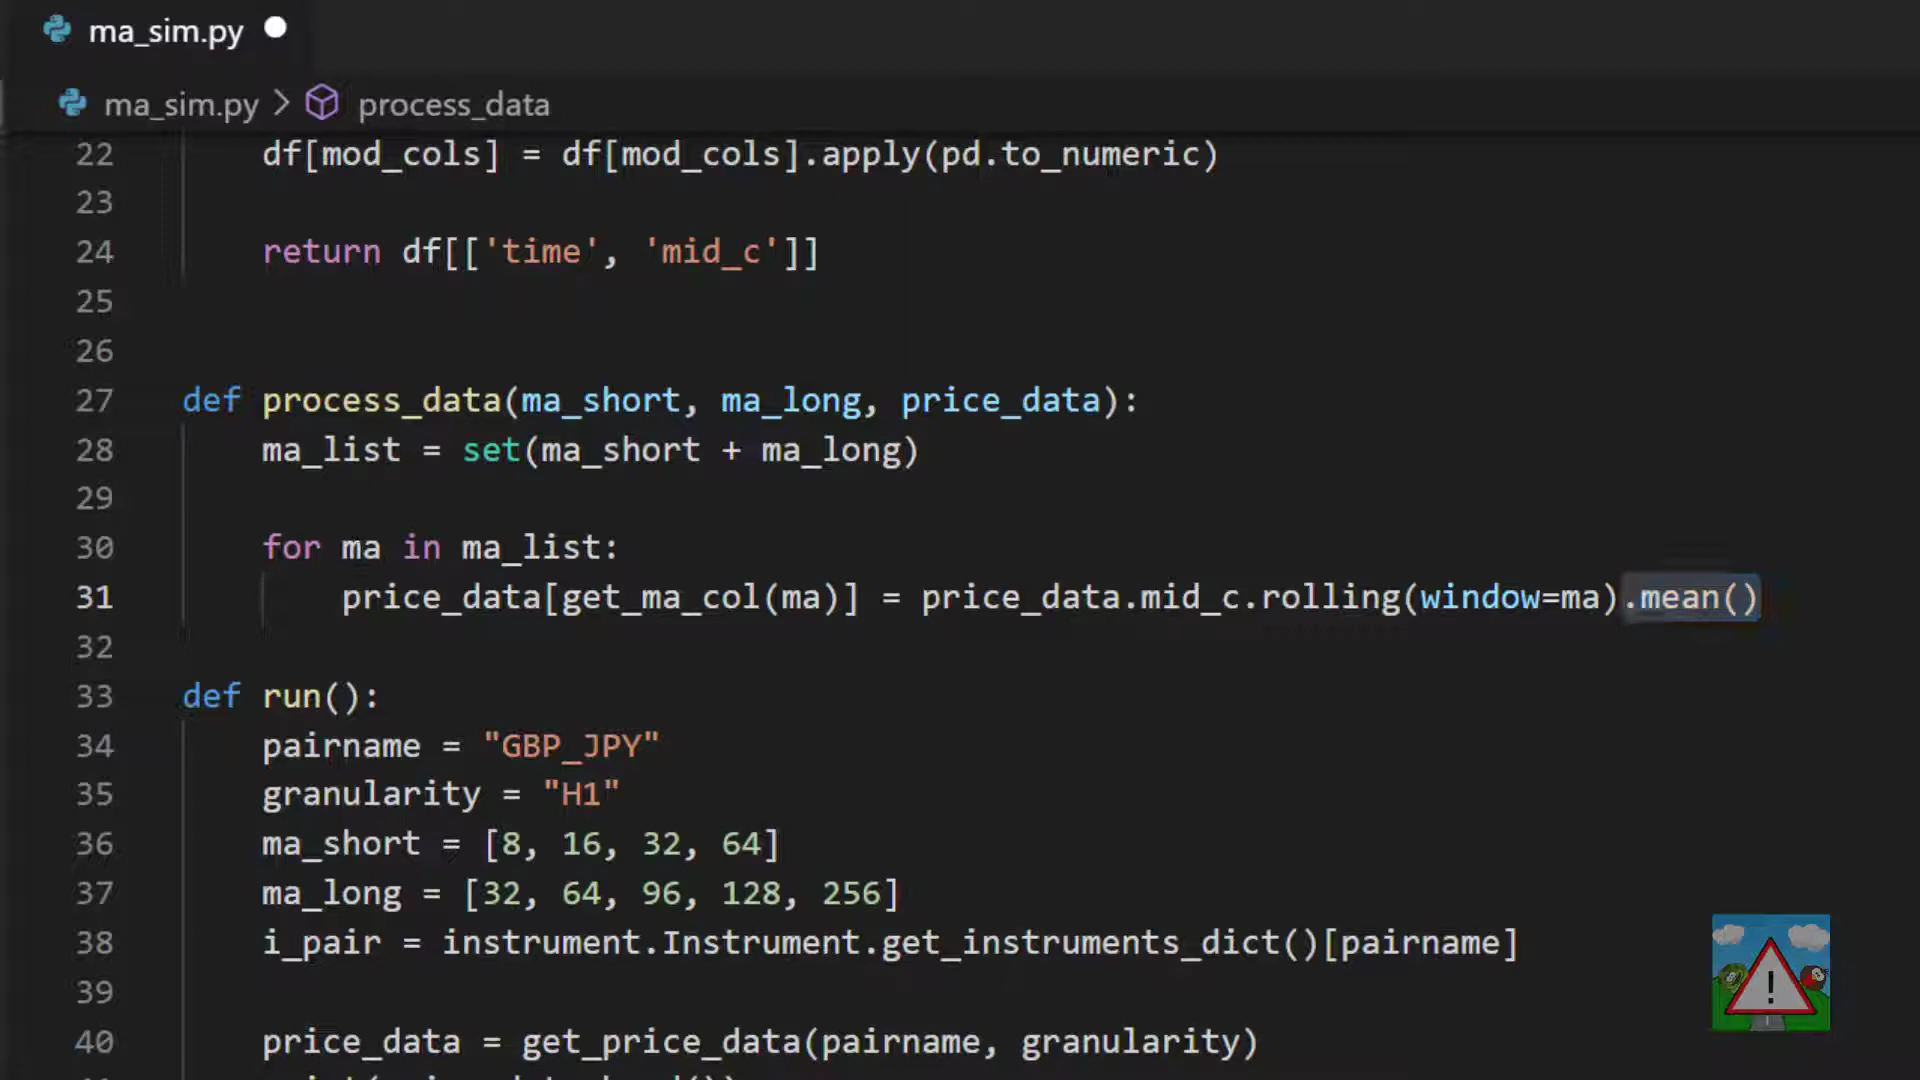 ma_sim.py
ma_sim.py > process_data
22 df[mod_cols] = df[mod_cols].apply(pd.to_numeric)
23
24 return df[['time', 'mid_c']]
25
26
27 def process_data(ma_short, ma_long, price_data):
28 ma_list = set(ma_short + ma_long)
29
30 for ma in ma_list:
31 price_data[get_ma_col(ma)] = price_data.mid_c.rolling(window=ma).mean()
32
33 def run():
34 pairname = "GBP_JPY"
35 granularity = "H1"
36 ma_short = [8, 16, 32, 64]
37 ma_long = [32, 64, 96, 128, 256]
38 i_pair = instrument.Instrument.get_instruments_dict()[pairname]
39
40 price_data = get_price_data(pairname, granularity)